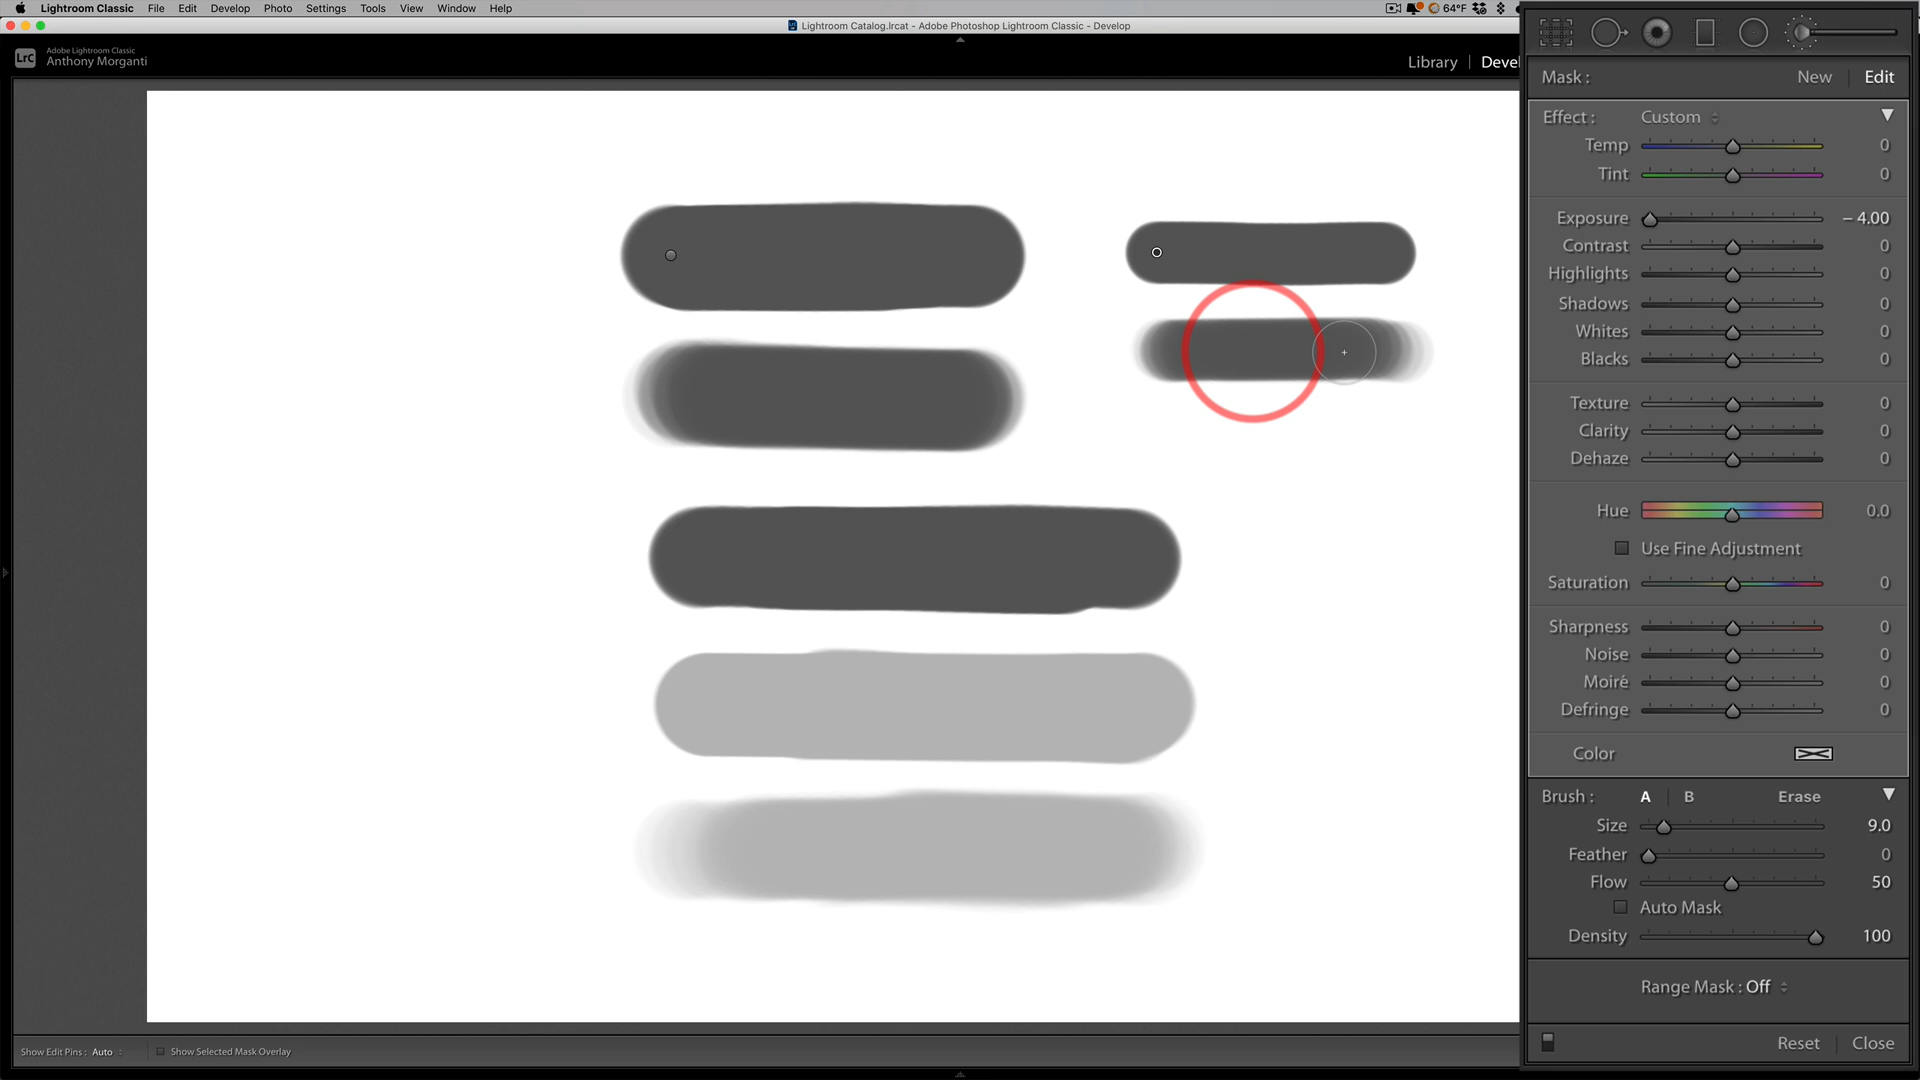 Lightroom Classic File Edit Develop Photo Settings Tools View Window Help 64°F
Lightroom Catalog.lrcat - Adobe Photoshop Lightroom Classic - Develop
LrC
Adobe Lightroom Classic
Anthony Morganti
Library | Devel
Mask : New Edit
Effect : Custom
Temp 0
Tint 0
Exposure – 4.00
Contrast 0
Highlights 0
Shadows 0
Whites 0
Blacks 0
Texture 0
Clarity 0
Dehaze 0
Hue 0.0
Use Fine Adjustment
Saturation 0
Sharpness 0
Noise 0
Moiré 0
Defringe 0
Color
Brush : A B Erase
Size 9.0
Feather 0
Flow 50
Auto Mask
Density 100
Range Mask : Off
Show Edit Pins : Auto Show Selected Mask Overlay
Reset Close